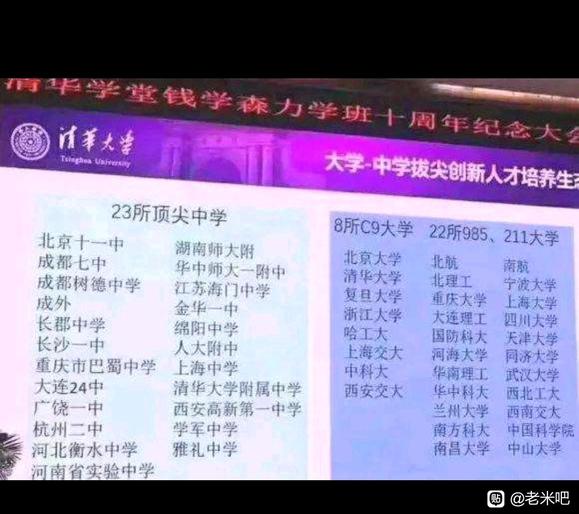 清华学堂钱学森力学班十周年纪念大会
清华大学
Tsinghua University
大学-中学拔尖创新人才培养生态
23所顶尖中学
北京十一中
成都七中
成都树德中学
成外
长郡中学
长沙一中
重庆市巴蜀中学
大连24中
广饶一中
杭州二中
河北衡水中学
河南省实验中学
湖南师大附
华中师大一附中
江苏海门中学
金华一中
绵阳中学
人大附中
上海中学
清华大学附属中学
西安高新第一中学
学军中学
雅礼中学
8所C9大学
北京大学
清华大学
复旦大学
浙江大学
哈工大
上海交大
中科大
西安交大
22所985、211大学
北航
北理工
重庆大学
大连理工
国防科大
河海大学
华南理工
华中科大
兰州大学
南方科大
南昌大学
南航
宁波大学
上海大学
四川大学
天津大学
同济大学
武汉大学
西北工大
西南交大
中国科学院
中山大学
贴 @老米吧